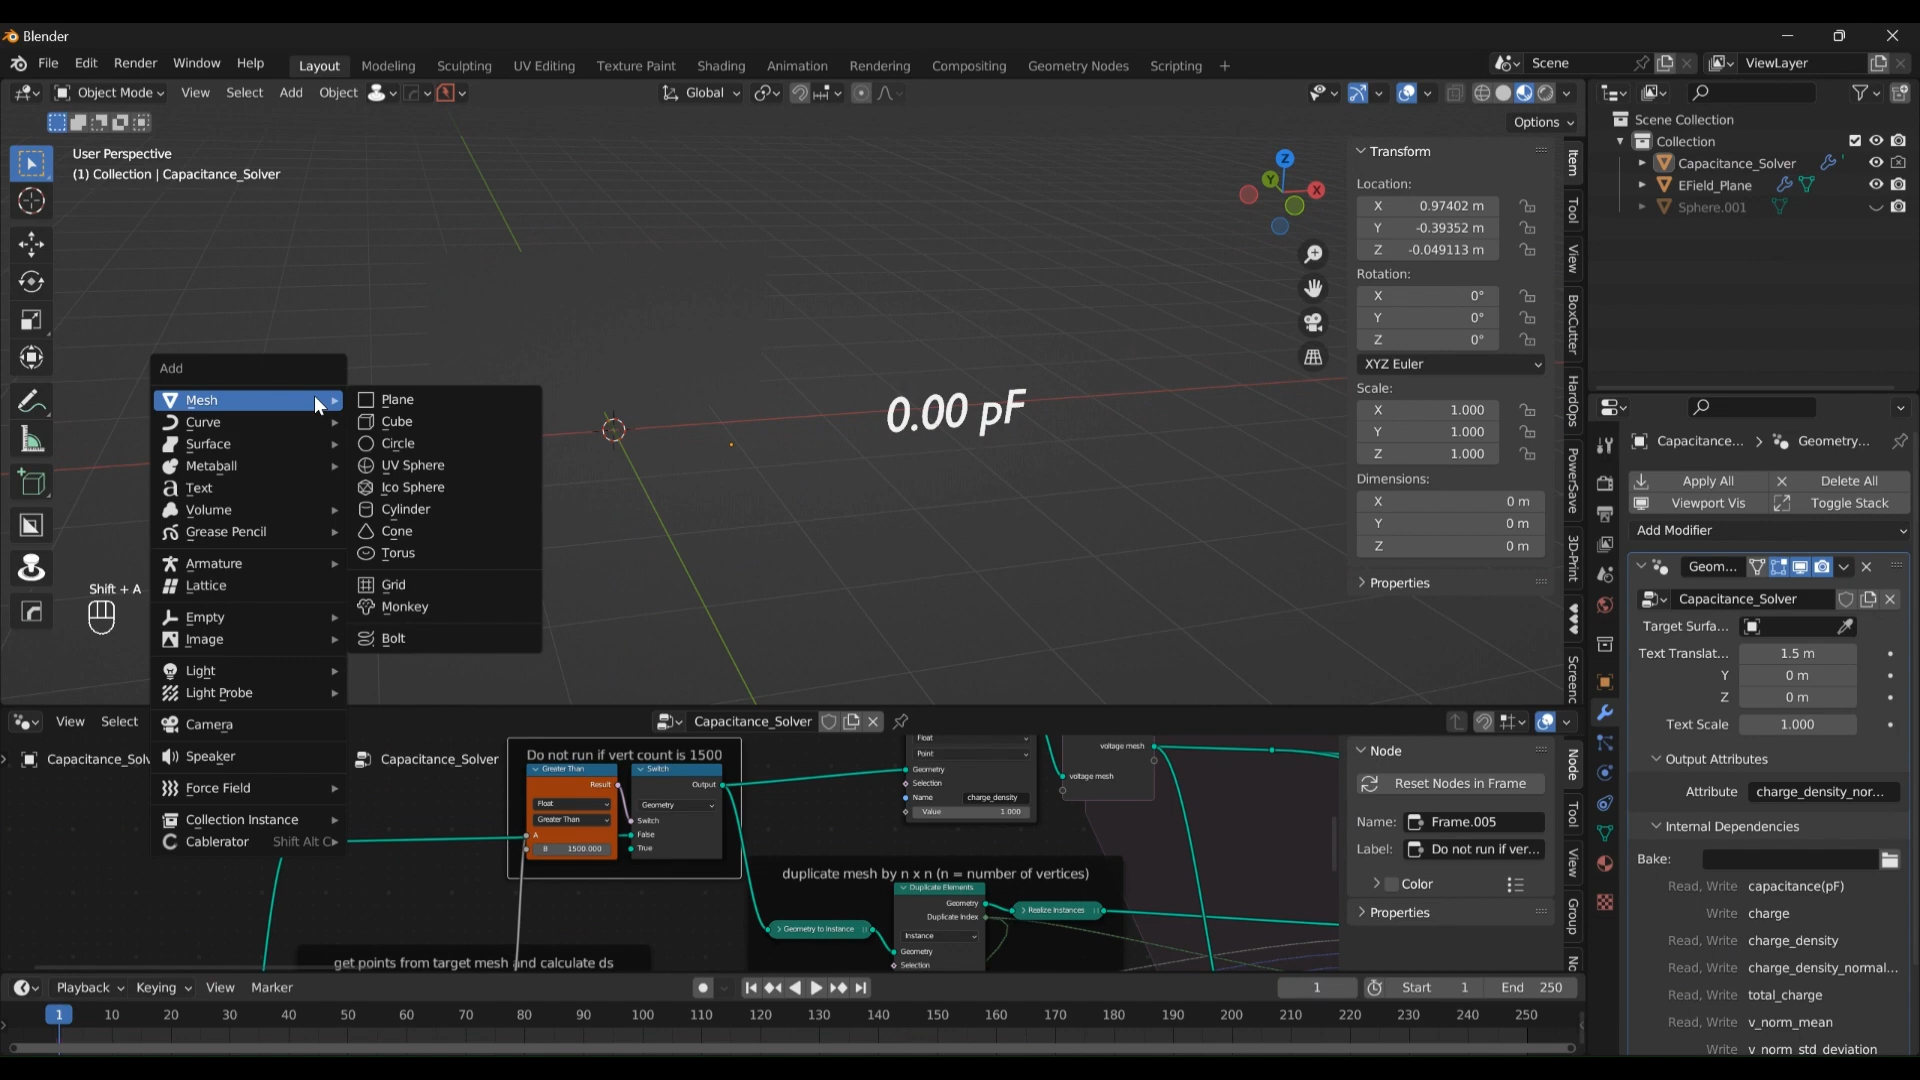 Blender
File Edit Render Window Help Layout Modeling Sculpting UV Editing Texture Paint Shading Animation Rendering Compositing Geometry Nodes Scripting + Scene ViewLayer
Object Mode View Select Add Object Global
Options
User Perspective
(1) Collection | Capacitance_Solver
Z
Y
X
0.00 pF
Shift + A
Add
Mesh
Curve
Surface
Metaball
Text
Volume
Grease Pencil
Armature
Lattice
Empty
Image
Light
Light Probe
Camera
Speaker
Force Field
Collection Instance
Cablerator Shift Alt C
Plane
Cube
Circle
UV Sphere
Ico Sphere
Cylinder
Cone
Torus
Grid
Monkey
Bolt
Transform
Location:
X 0.97402 m
Y -0.39352 m
Z -0.049113 m
Rotation:
X 0°
Y 0°
Z 0°
XYZ Euler
Scale:
X 1.000
Y 1.000
Z 1.000
Dimensions:
X 0 m
Y 0 m
Z 0 m
Properties
Item
Tool
View
BoxCutter
HardOps
PowerSave
3D-Print
Screenc
Scene Collection
Collection
Capacitance_Solver
EField_Plane
Sphere.001
Capacitance... > Geometry...
Apply All Delete All
Viewport Vis Toggle Stack
Add Modifier
Geom...
Capacitance_Solver
Target Surfa...
Text Translat... 1.5 m
Y 0 m
Z 0 m
Text Scale 1.000
Output Attributes
Attribute charge_density_nor...
Internal Dependencies
Bake:
Read, Write capacitance(pF)
Write charge
Read, Write charge_density
Read, Write charge_density_normal...
Read, Write total_charge
Read, Write v_norm_mean
Write v_norm_std_deviation
View Select Capacitance_Solver
Capacitance_Solv Capacitance_Solver
Do not run if vert count is 1500
Greater Than
Result
Float
Greater Than
A
B 1500.000
Switch
Output
Geometry
Switch
False
True
Float
Point
Geometry
Selection
Name charge_density
Value 1.000
voltage mesh
voltage mesh
duplicate mesh by n x n (n = number of vertices)
Geometry to Instance
Duplicate Elements
Geometry
Duplicate Index
Instance
Geometry
Selection
Realize Instances
get points from target mesh and calculate ds
Node
Reset Nodes in Frame
Name: Frame.005
Label: Do not run if ver...
Color
Properties
Node
Tool
View
Group
Playback Keying View Marker 1 Start 1 End 250
1 10 20 30 40 50 60 70 80 90 100 110 120 130 140 150 160 170 180 190 200 210 220 230 240 250